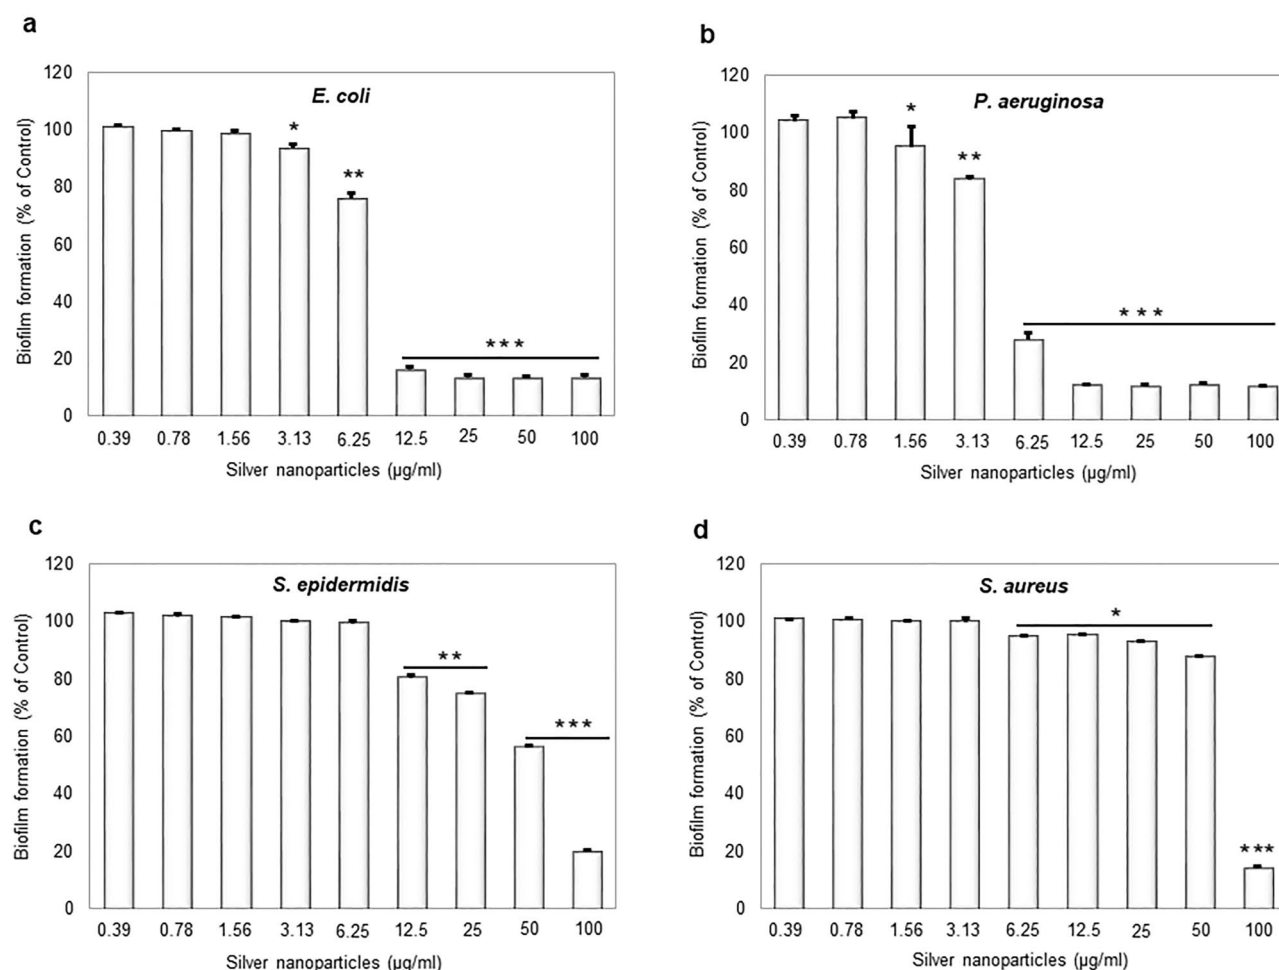 a
120
E. coli
100
*
80
**
60
40
20
***
0
0.39 0.78 1.56 3.13 6.25 12.5 25 50 100
Biofilm formation (% of Control)
Silver nanoparticles (µg/ml)
b
120
P. aeruginosa
100
*
**
80
60
40
***
20
0
0.39 0.78 1.56 3.13 6.25 12.5 25 50 100
Biofilm formation (% of Control)
Silver nanoparticles (µg/ml)
c
120
S. epidermidis
100
**
80
***
60
40
20
0
0.39 0.78 1.56 3.13 6.25 12.5 25 50 100
Biofilm formation (% of Control)
Silver nanoparticles (µg/ml)
d
120
S. aureus
*
100
80
60
40
20
***
0
0.39 0.78 1.56 3.13 6.25 12.5 25 50 100
Biofilm formation (% of Control)
Silver nanoparticles (µg/ml)